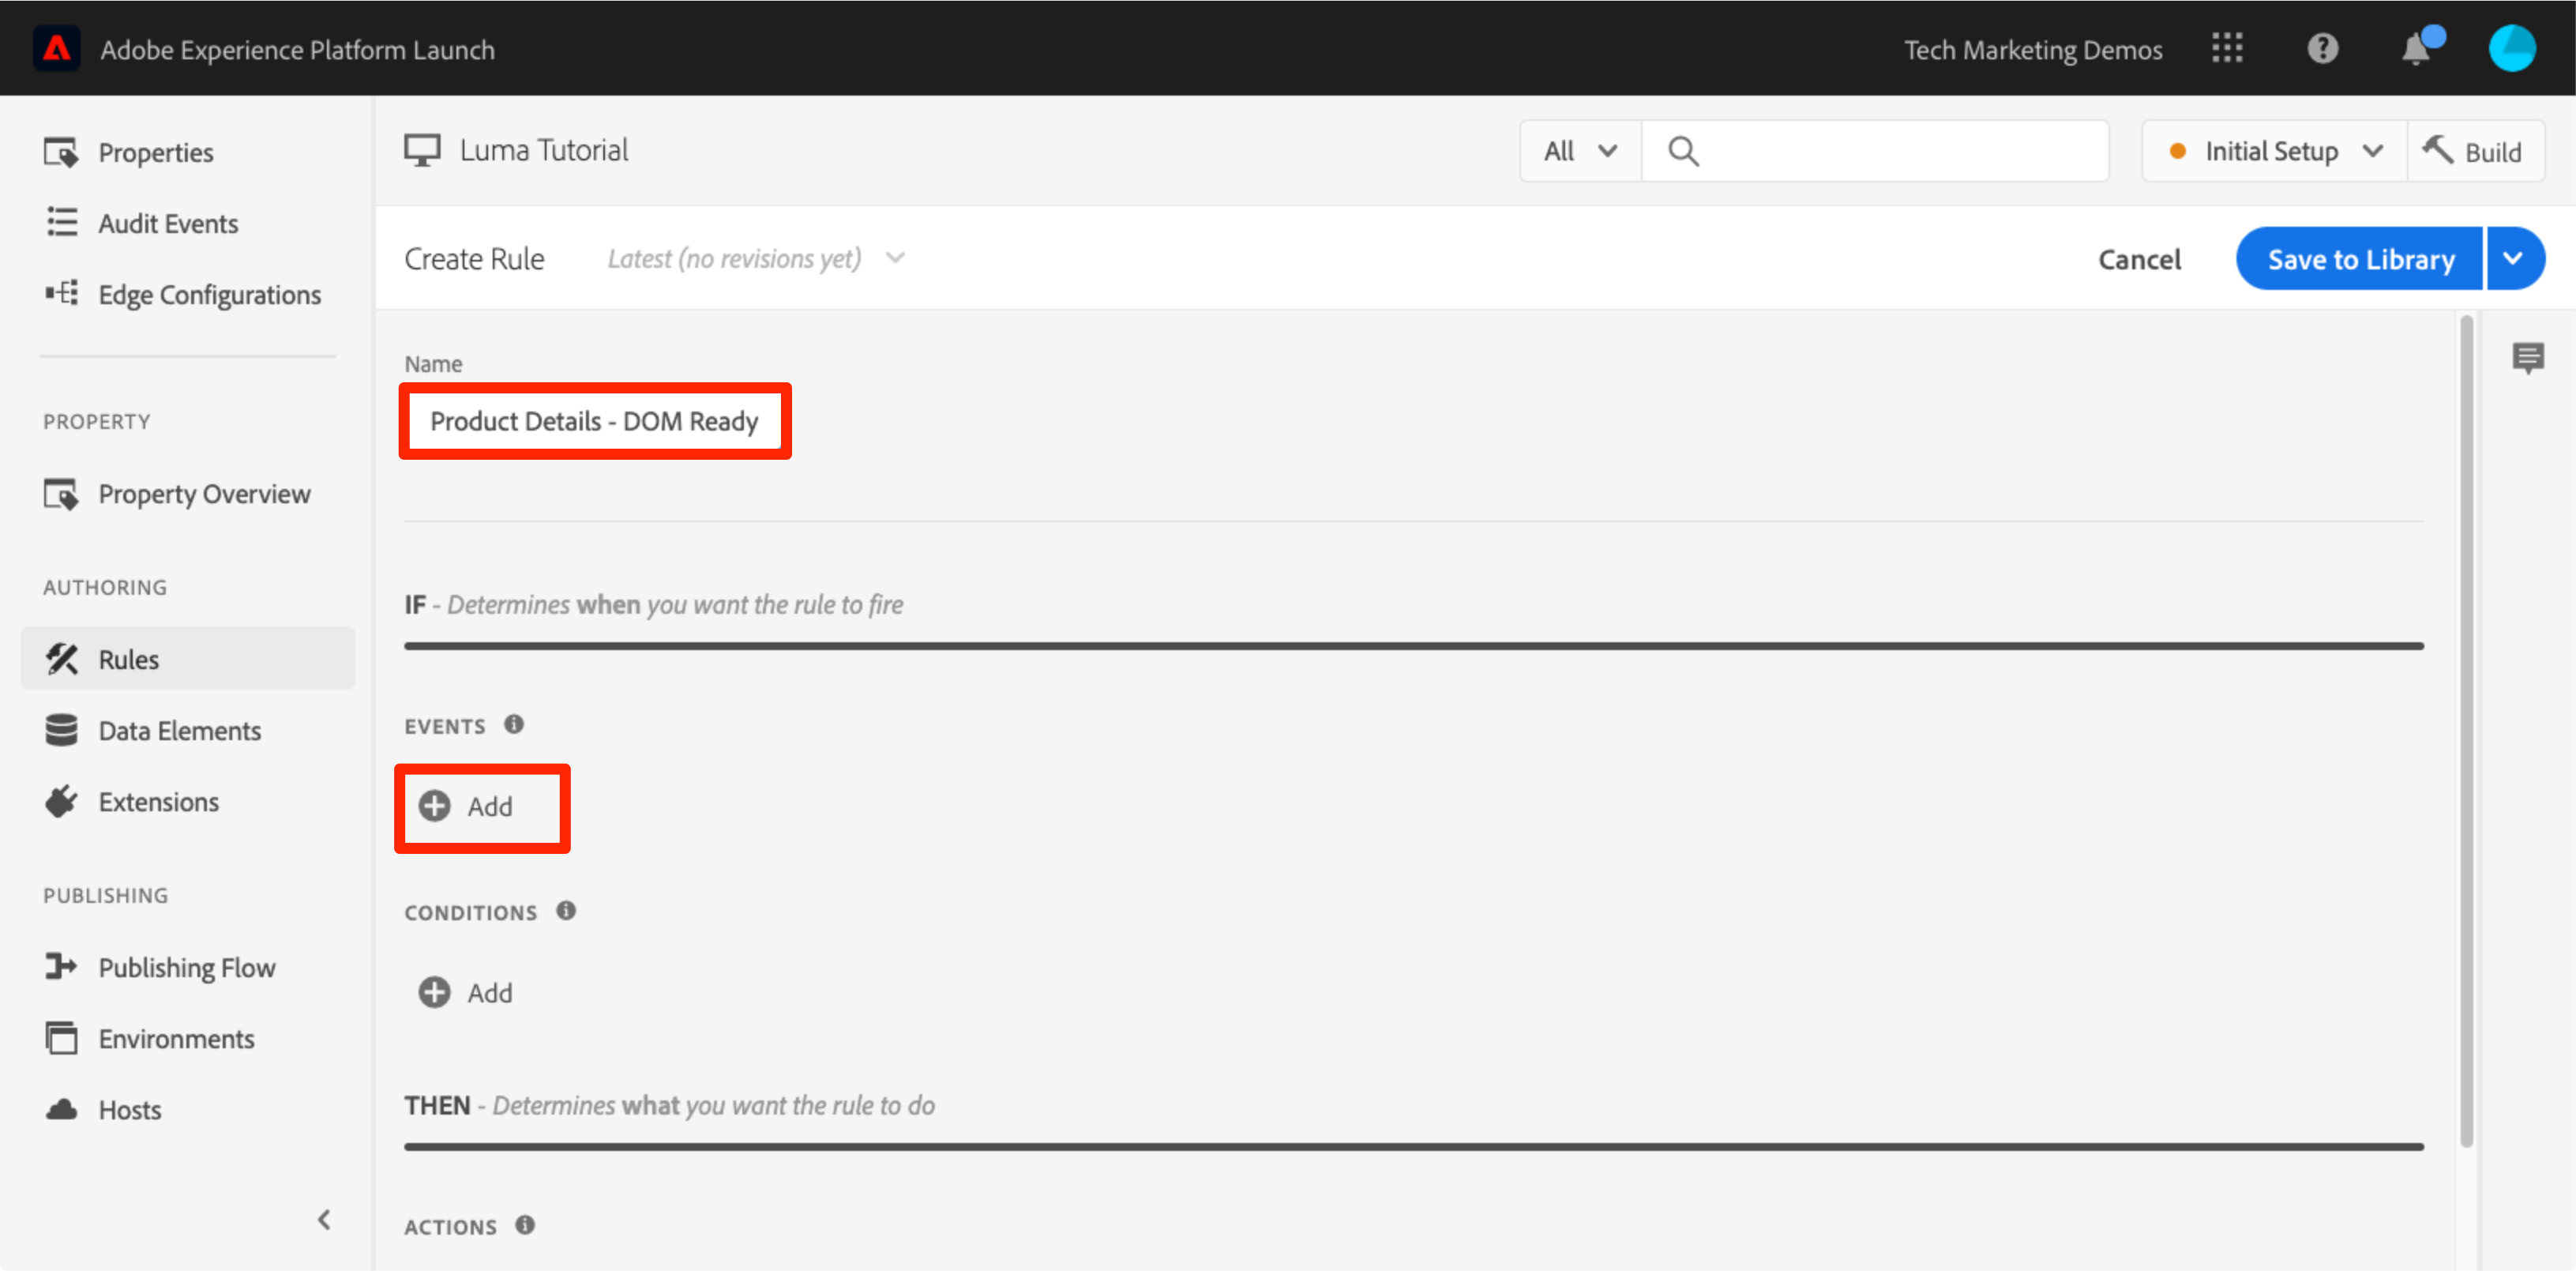 Adobe Experience Platform Launch
Tech Marketing Demos
Properties
Audit Events
Edge Configurations
PROPERTY
Property Overview
AUTHORING
Rules
Data Elements
Extensions
PUBLISHING
Publishing Flow
Environments
Hosts
Luma Tutorial
All
Initial Setup
Build
Create Rule
Latest (no revisions yet)
Cancel
Save to Library
Name
Product Details - DOM Ready
IF - Determines when you want the rule to fire
EVENTS
Add
CONDITIONS
Add
THEN - Determines what you want the rule to do
ACTIONS